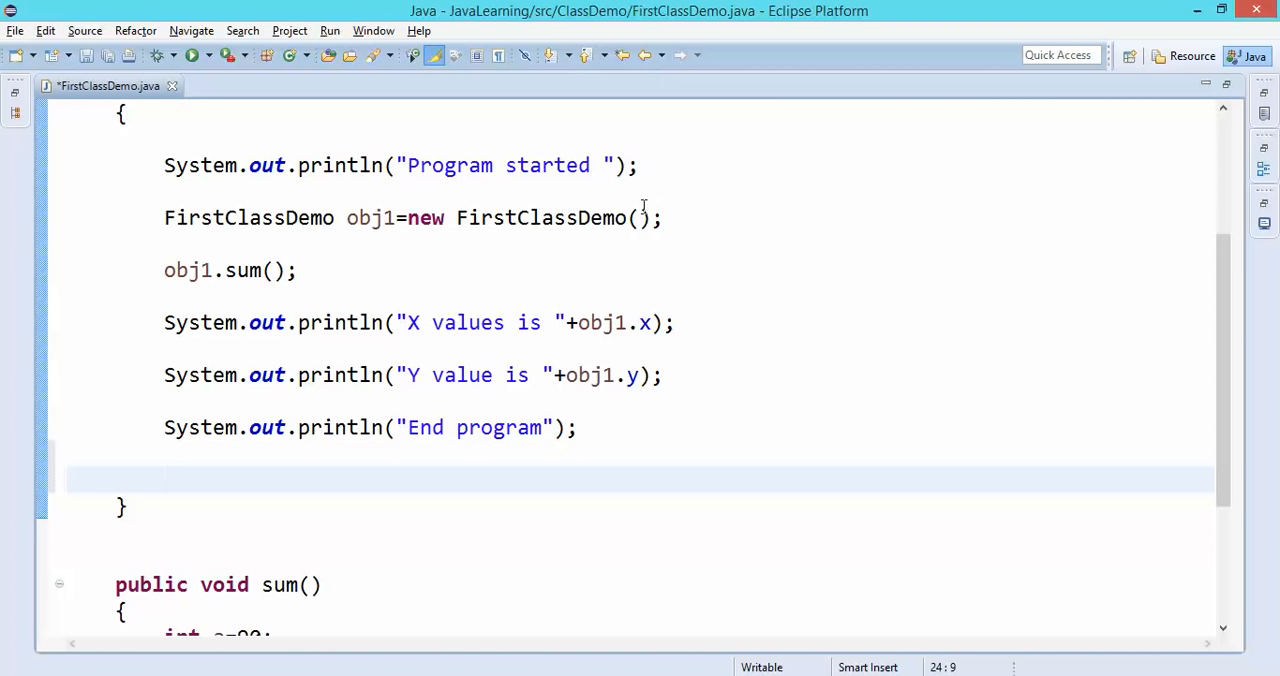 Java - JavaLearning/src/ClassDemo/FirstClassDemo.java - Eclipse Platform
File Edit Source Refactor Navigate Search Project Run Window Help
Quick Access Resource Java
*FirstClassDemo.java
{
System.out.println("Program started ");
FirstClassDemo obj1=new FirstClassDemo();
obj1.sum();
System.out.println("X values is "+obj1.x);
System.out.println("Y value is "+obj1.y);
System.out.println("End program");
}
public void sum()
{
int a=90;
Writable Smart Insert 24:9